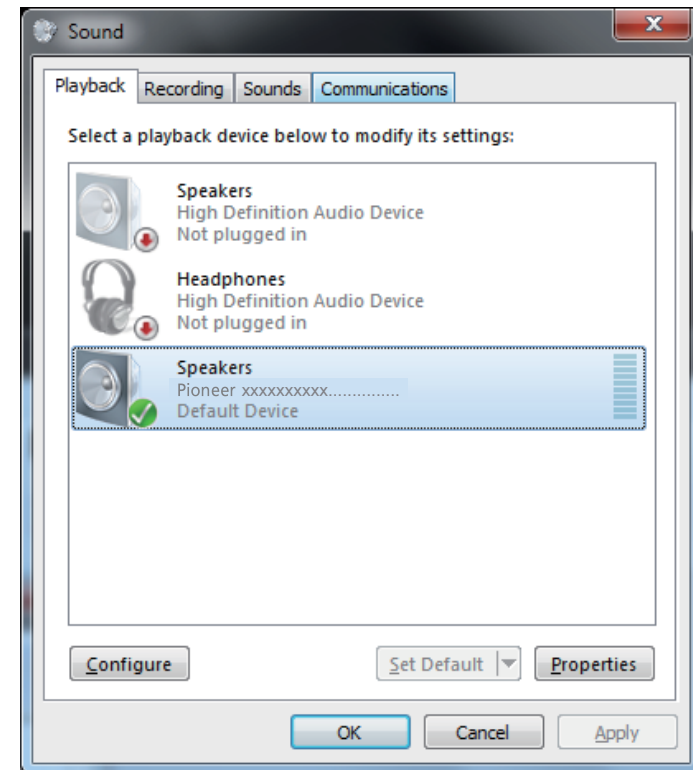 Sound
Playback Recording Sounds Communications
Select a playback device below to modify its settings:
Speakers
High Definition Audio Device
Not plugged in
Headphones
High Definition Audio Device
Not plugged in
Speakers
Pioneer xxxxxxxxxx...............
Default Device
Configure Set Default Properties
OK Cancel Apply